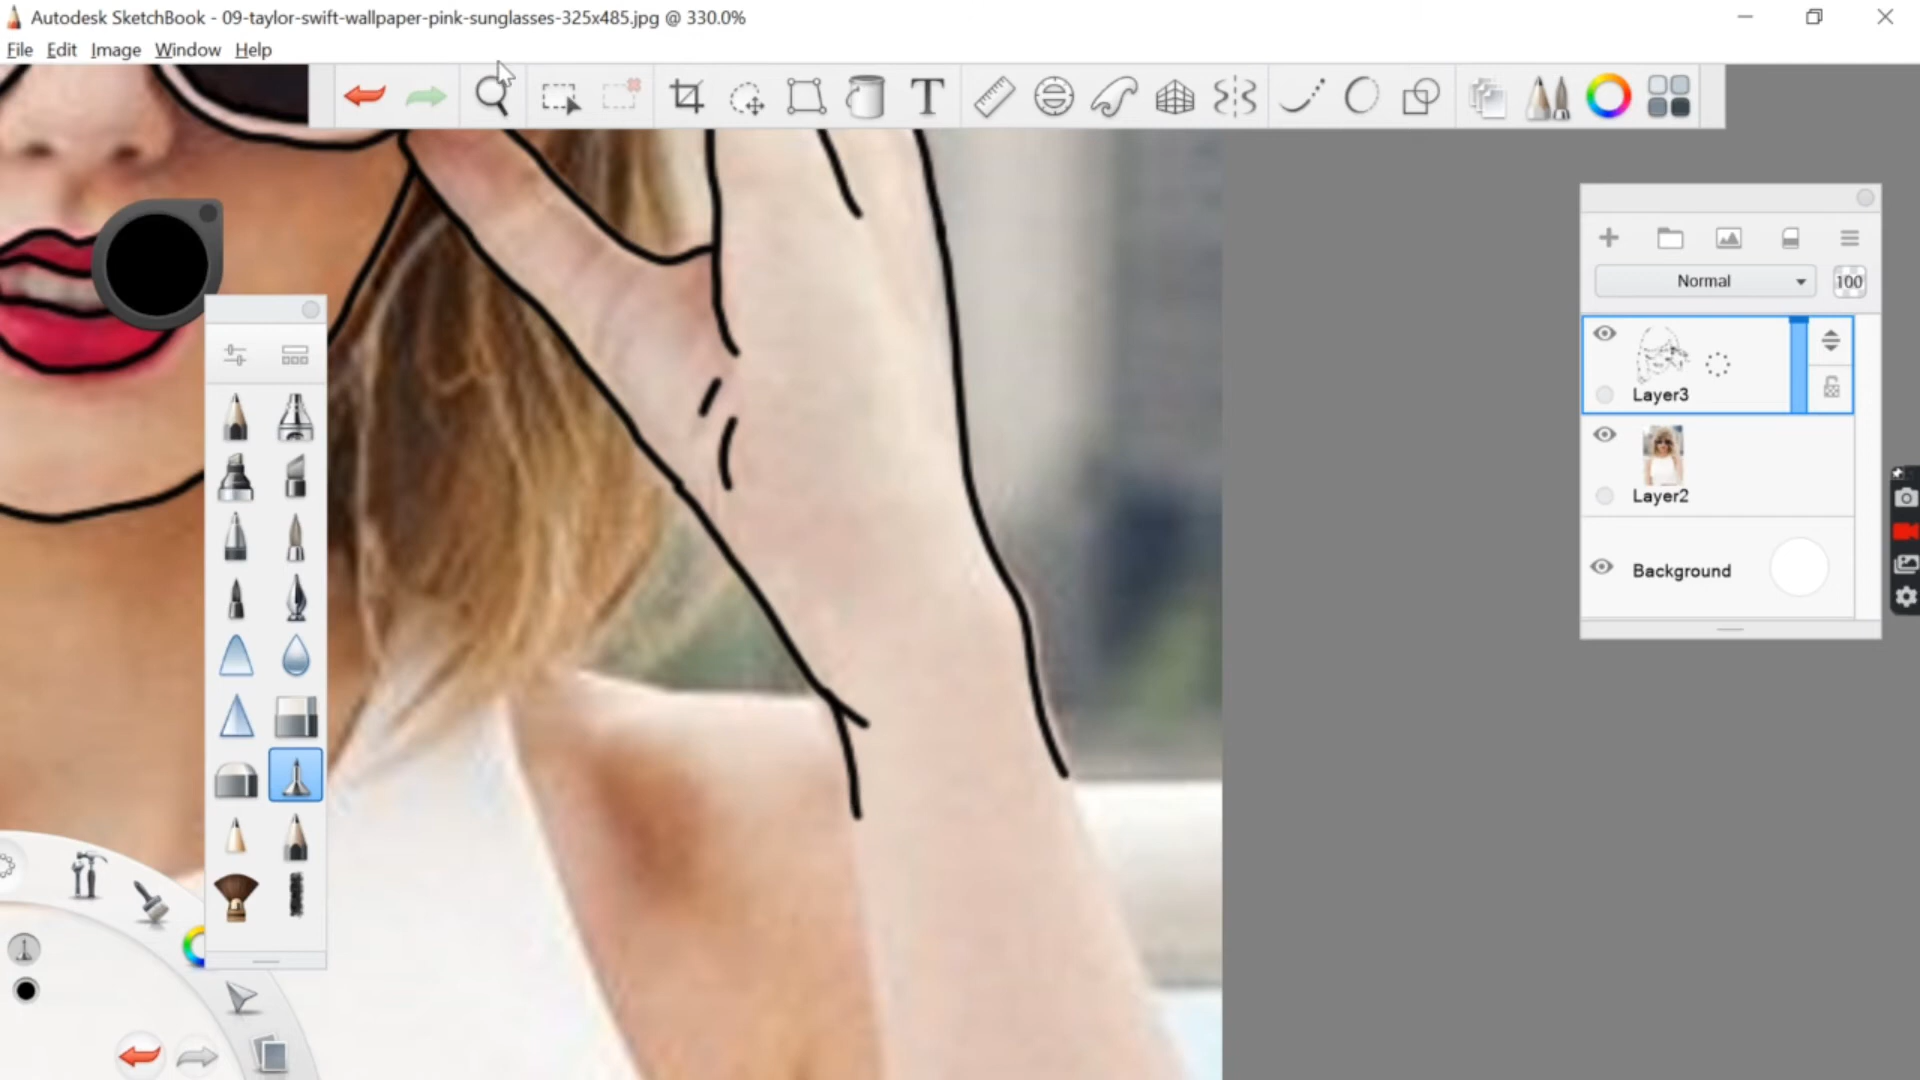 Autodesk SketchBook - 09-taylor-swift-wallpaper-pink-sunglasses-325x485.jpg @ 330.0%
File Edit Image Window Help
T
Normal 100
Layer3
Layer2
Background